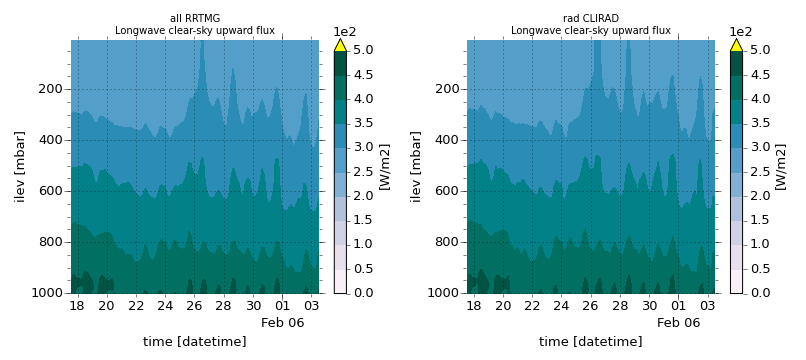 all RRTMG
Longwave clear-sky upward flux
1e2
5.0
4.5
4.0
3.5
3.0
2.5
2.0
1.5
1.0
0.5
0.0
[W/m2]
ilev [mbar]
200
400
600
800
1000
18 20 22 24 26 28 30 01 03
Feb 06
time [datetime]
rad CLIRAD
Longwave clear-sky upward flux
1e2
5.0
4.5
4.0
3.5
3.0
2.5
2.0
1.5
1.0
0.5
0.0
[W/m2]
ilev [mbar]
200
400
600
800
1000
18 20 22 24 26 28 30 01 03
Feb 06
time [datetime]